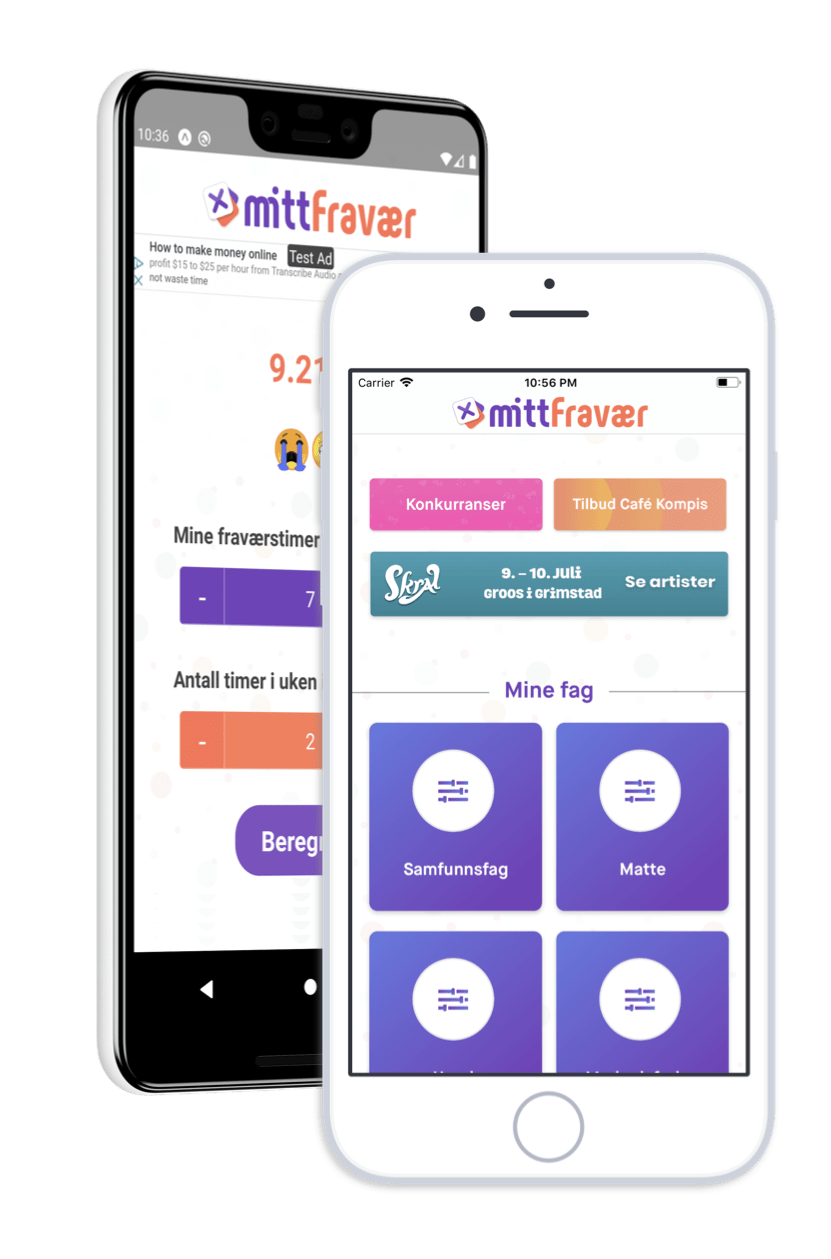 10:36
mittFravær
How to make money online Test Ad
profit $15 to $25 per hour from Transcribe Audio
not waste time
9.21
Mine fraværstimer
- 7
Antall timer i uken i
- 2
Carrier 10:56 PM
mittFravær
Konkurranser Tilbud Café Kompis
Skral 9. – 10. Juli Se artister
Groos i Grimstad
Mine fag
Samfunnsfag Matte